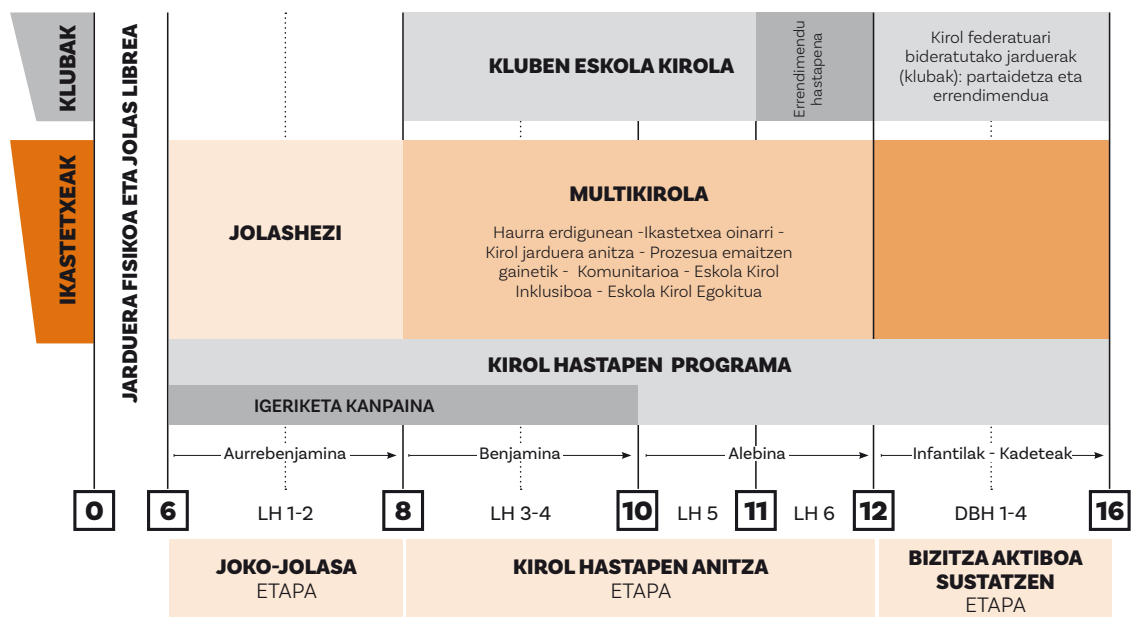 KLUBAK
IKASTETXEAK
JARDUERA FISIKOA ETA JOLAS LIBREA
KLUBEN ESKOLA KIROLA
Errendimendu
hastapena
Kirol federatuari
bideratutako jarduerak
(klubak): partaidetza eta
errendimendua
JOLASHEZI
MULTIKIROLA
Haurra erdigunean -Ikastetxea oinarri -
Kirol jarduera anitza - Prozesua emaitzen
gainetik - Komunitarioa - Eskola Kirol
Inklusiboa - Eskola Kirol Egokitua
KIROL HASTAPEN PROGRAMA
IGERIKETA KANPAINA
Aurrebenjamina
Benjamina
Alebina
Infantilak - Kadeteak
0
6
LH 1-2
8
LH 3-4
10
LH 5
11
LH 6
12
DBH 1-4
16
JOKO-JOLASA
ETAPA
KIROL HASTAPEN ANITZA
ETAPA
BIZITZA AKTIBOA
SUSTATZEN
ETAPA